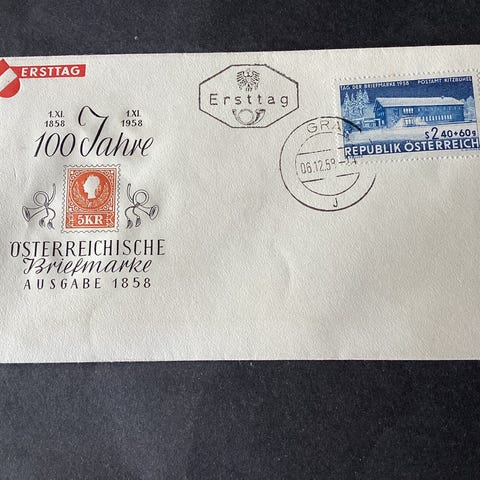 ERSTTAG
1.XI. 1.XI.
1858 1958
100 Jahre
5KR
ÖSTERREICHISCHE
Briefmarke
AUSGABE 1858
Ersttag
TAG DER BRIEFMARKE 1958 POSTAMT KITZBÜHEL
S2.40+60g
REPUBLIK ÖSTERREICH
GRA
06.12.58
J